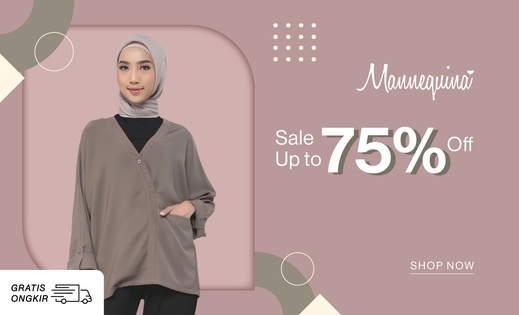 Mannequina
Sale
Up to
75%
Off
SHOP NOW
GRATIS
ONGKIR